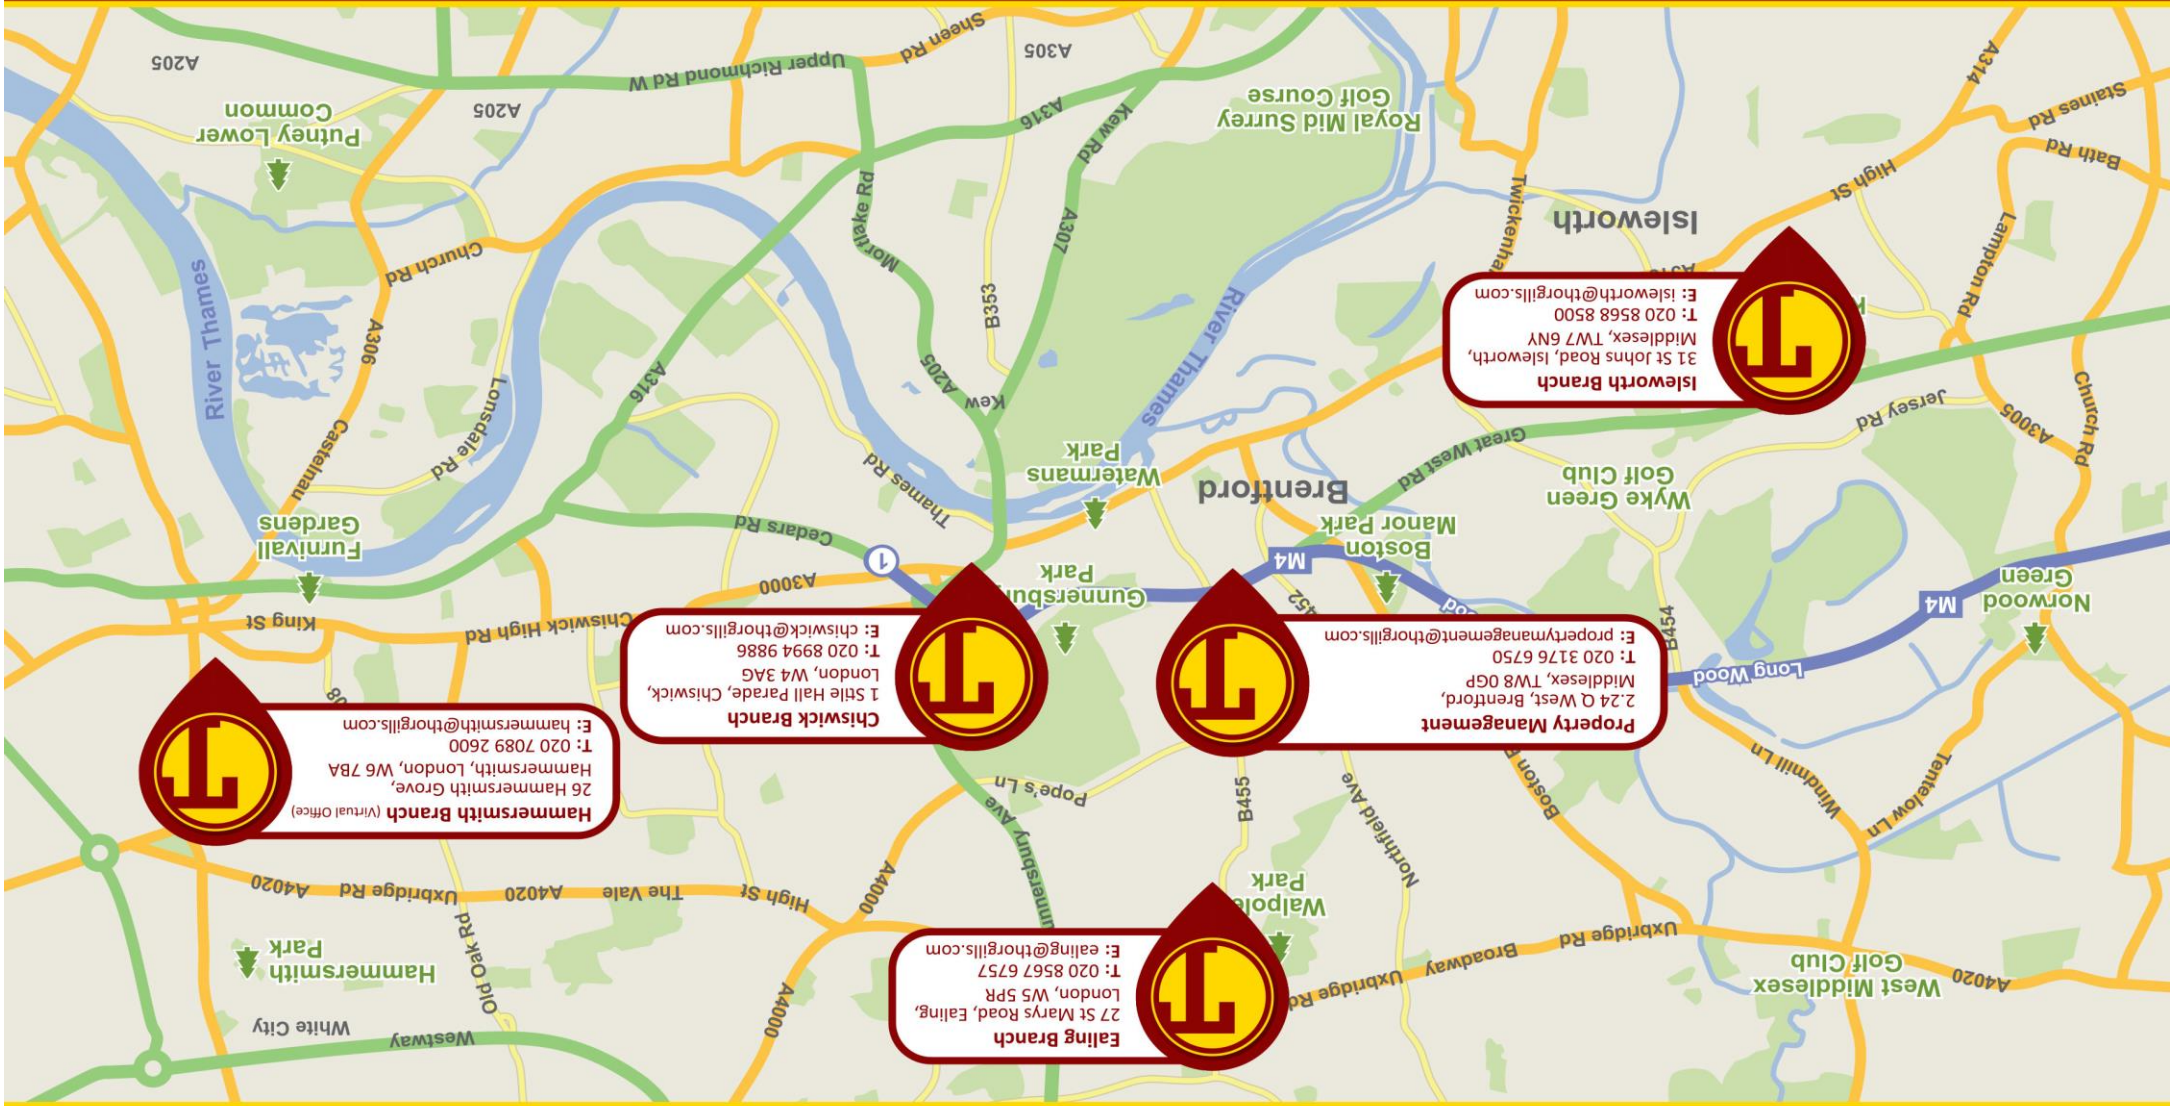 A4020
West Middlesex
Golf Club
Uxbridge Rd
Broadway
Uxbridge Rd
Ealing Branch
27 St Marys Road, Ealing,
London, W5 5PR
T: 020 8567 6757
E: ealing@thorgills.com
Walpole
Park
A4000
Westway
White City
Hammersmith
Park
Old Oak Rd
High St
The Vale
A4020
Uxbridge Rd
A4020
A4000
Tentelow Ln
Windmill Ln
Northfield Ave
B455
Pope's Ln
Hammersmith Branch (Virtual Office)
26 Hammersmith Grove,
Hammersmith, London, W6 7BA
T: 020 7089 2600
E: hammersmith@thorgills.com
Property Management
2.24 Q West, Brentford,
Middlesex, TW8 0GP
T: 020 3176 6750
E: propertymanagement@thorgills.com
Chiswick Branch
1 Stile Hall Parade, Chiswick,
London, W4 3AG
T: 020 8994 9886
E: chiswick@thorgills.com
Long Wood
B454
Norwood
Green
M4
Chiswick High Rd
King St
Gunnersbury
Park
A3000
Boston
Manor Park
M4
1
Cedars Rd
Furnivall
Gardens
Wyke Green
Golf Club
Great West Rd
Brentford
Watermans
Park
Thames Rd
Lonsdale Rd
Castelnau
Church Rd
A3005
Jersey Rd
Isleworth Branch
31 St Johns Road, Isleworth,
Middlesex, TW7 6NY
T: 020 8568 8500
E: isleworth@thorgills.com
River Thames
Kew
A205
A316
A306
River Thames
B353
Lampton Rd
Isleworth
A307
Mortlake Rd
Church Rd
High St
Bath Rd
Staines Rd
A314
Royal Mid Surrey
Golf Course
Kew Rd
A316
Putney Lower
Common
A205
A305
Sheen Rd
Upper Richmond Rd W
A205